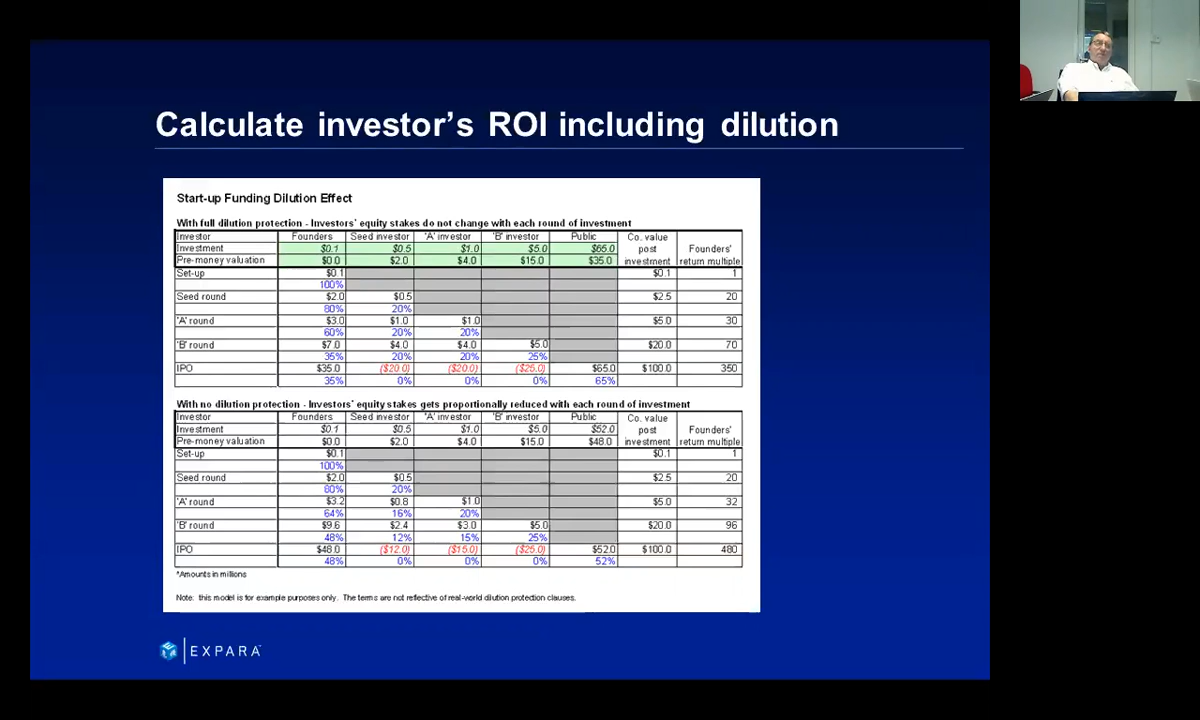 Calculate investor's ROI including dilution
Start-up Funding Dilution Effect
With full dilution protection - Investors' equity stakes do not change with each round of investment
Investor Founders Seed investor 'A' investor 'B' investor Public Co. value post investment Founders' return multiple
Investment $0.1 $0.5 $1.0 $5.0 $65.0
Pre-money valuation $0.0 $2.0 $4.0 $15.0 $35.0
Set-up $0.1 $0.1 1
100%
Seed round $2.0 $0.5 $2.5 20
80% 20%
'A' round $3.0 $1.0 $1.0 $5.0 30
60% 20% 20%
'B' round $7.0 $4.0 $4.0 $5.0 $20.0 70
35% 20% 20% 25%
IPO $35.0 ($20.0) ($20.0) ($25.0) $65.0 $100.0 350
35% 0% 0% 0% 65%
With no dilution protection - Investors' equity stakes gets proportionally reduced with each round of investment
Investor Founders Seed investor 'A' investor 'B' investor Public Co. value post investment Founders' return multiple
Investment $0.1 $0.5 $1.0 $5.0 $52.0
Pre-money valuation $0.0 $2.0 $4.0 $15.0 $48.0
Set-up $0.1 $0.1 1
100%
Seed round $2.0 $0.5 $2.5 20
80% 20%
'A' round $3.2 $0.8 $1.0 $5.0 32
64% 16% 20%
'B' round $9.6 $2.4 $3.0 $5.0 $20.0 96
48% 12% 15% 25%
IPO $48.0 ($12.0) ($15.0) ($25.0) $52.0 $100.0 480
48% 0% 0% 0% 52%
*Amounts in millions
Note: this model is for example purposes only. The terms are not reflective of real-world dilution protection clauses.
EXPARA